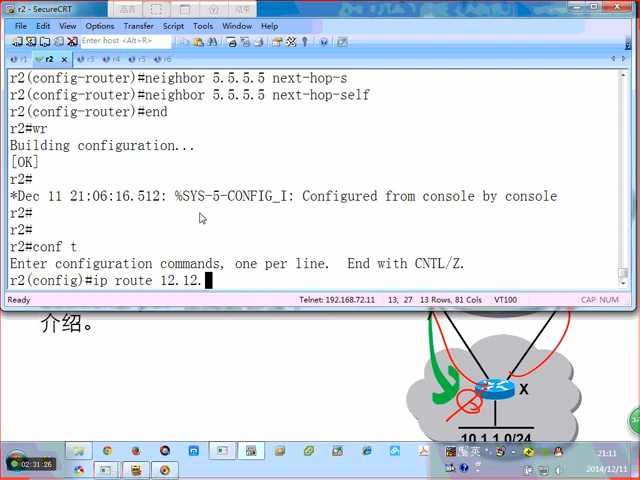 r2 - SecureCRT
File Edit View Options Transfer Script Tools Window Help
Enter host <Alt+R>
r1 r2 r3 r4 r5 r6
r2(config-router)#neighbor 5.5.5.5 next-hop-s
r2(config-router)#neighbor 5.5.5.5 next-hop-self
r2(config-router)#end
r2#wr
Building configuration...
[OK]
r2#
*Dec 11 21:06:16.512: %SYS-5-CONFIG_I: Configured from console by console
r2#
r2#
r2#conf t
Enter configuration commands, one per line. End with CNTL/Z.
r2(config)#ip route 12.12.
Ready Telnet: 192.168.72.11 13, 27 13 Rows, 81 Cols VT100 CAP NUM
介绍。
X
10.1.1.0/24
02:31:26
21:11
2014/12/11